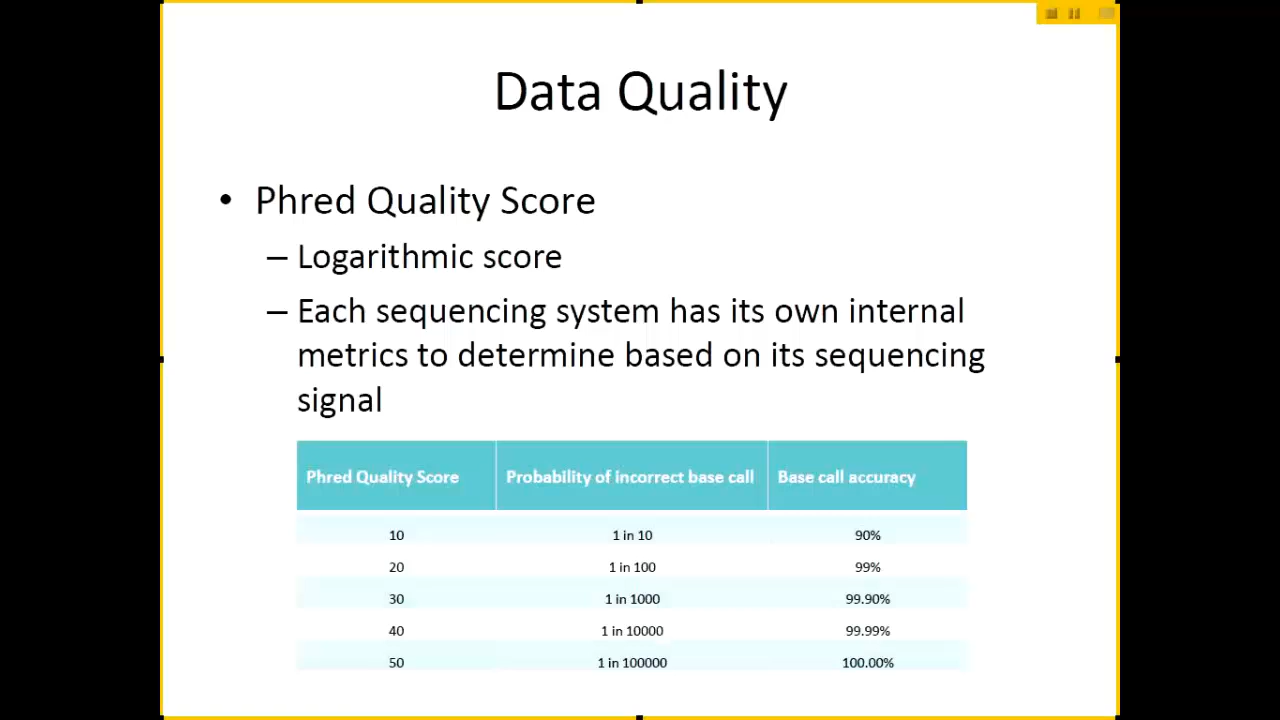 Data Quality
• Phred Quality Score
– Logarithmic score
– Each sequencing system has its own internal
metrics to determine based on its sequencing
signal
Phred Quality Score Probability of incorrect base call Base call accuracy
10 1 in 10 90%
20 1 in 100 99%
30 1 in 1000 99.90%
40 1 in 10000 99.99%
50 1 in 100000 100.00%